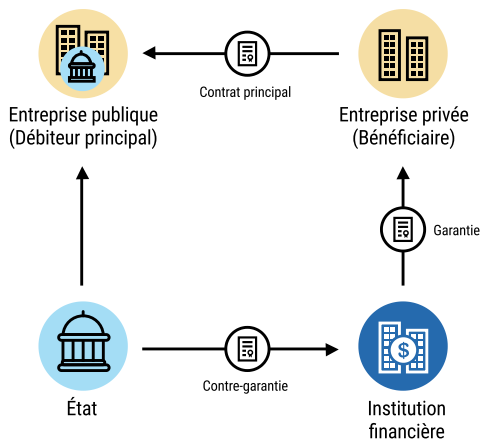 Contrat principal
Entreprise publique
(Débiteur principal)
Entreprise privée
(Bénéficiaire)
Garantie
Contre-garantie
État
Institution
financière
$